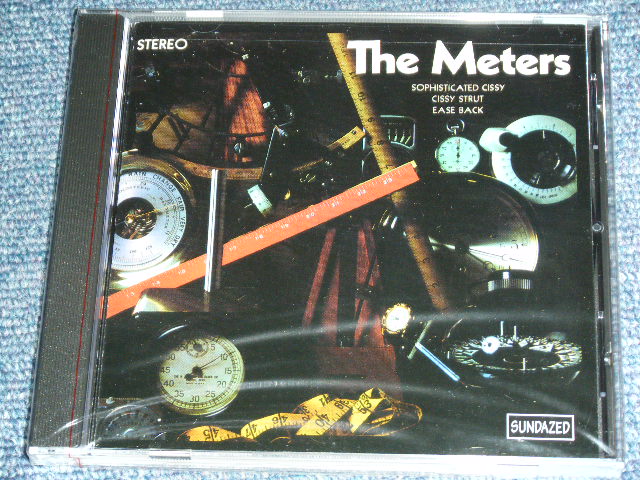 STEREO
The Meters
SOPHISTICATED CISSY
CISSY STRUT
EASE BACK
SUNDAZED